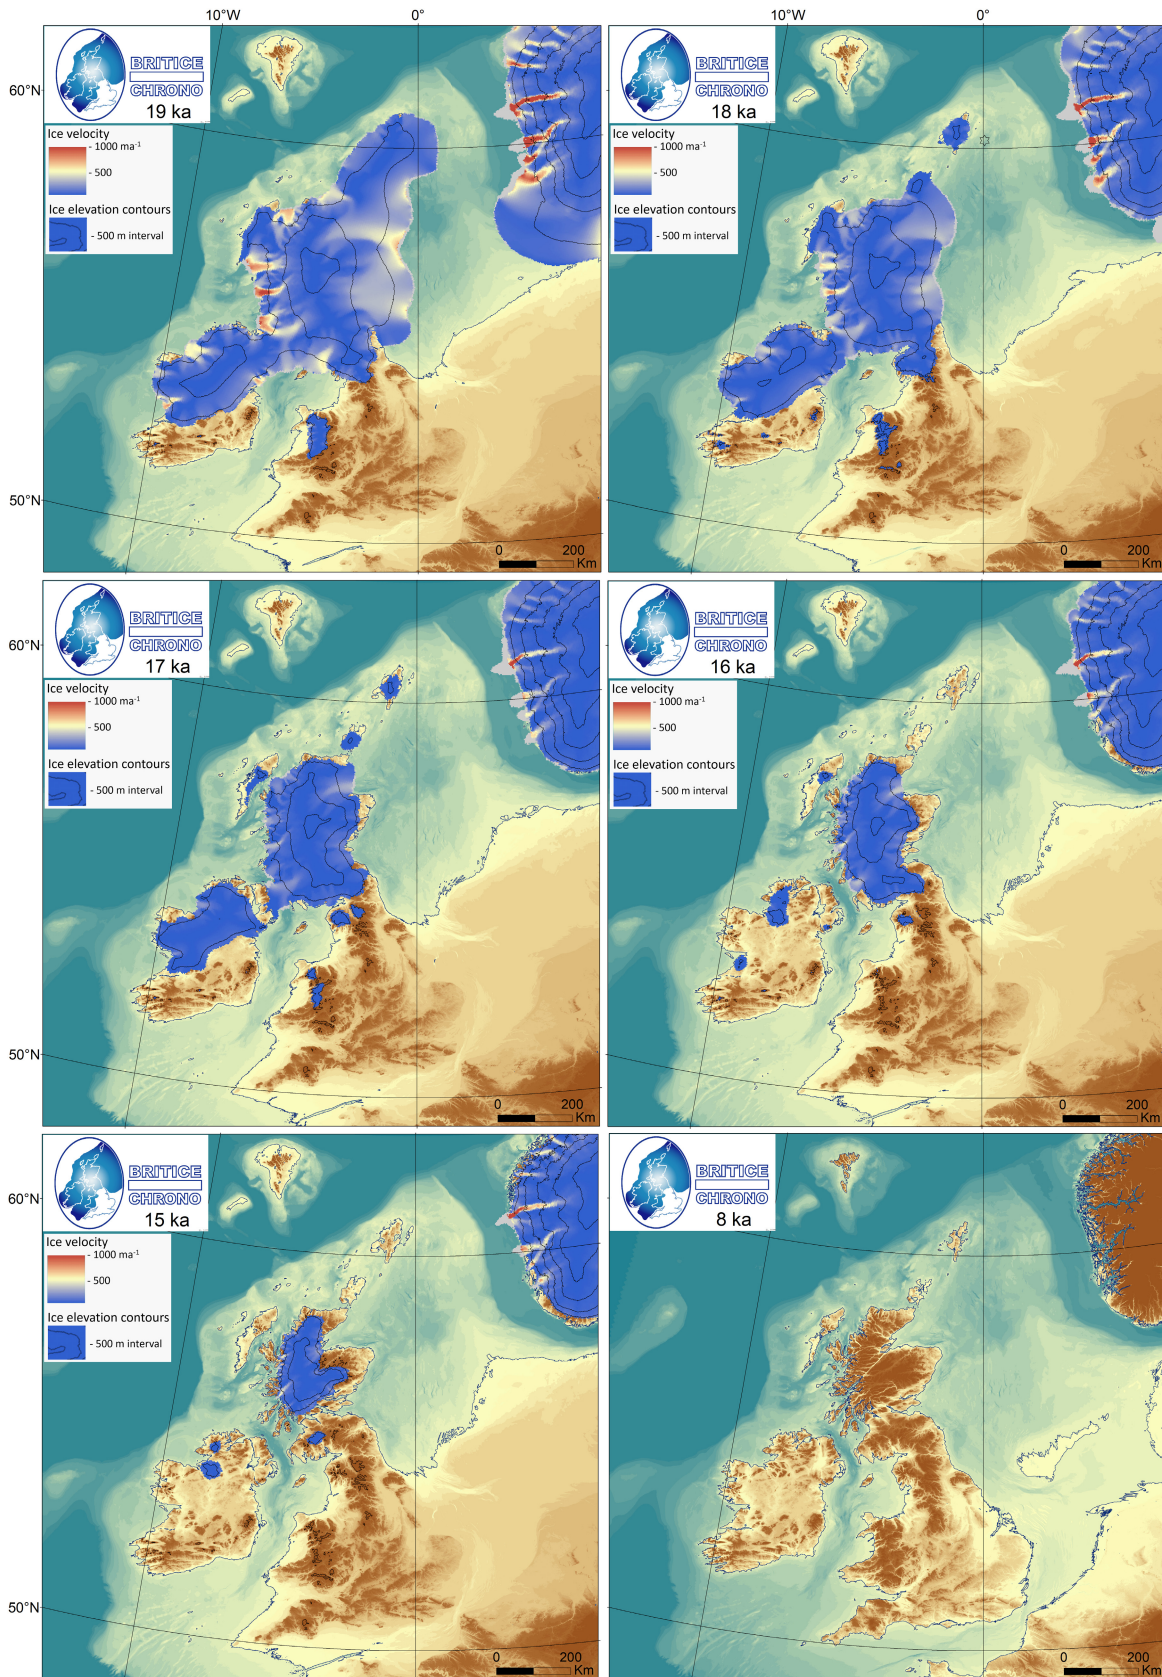 10°W 0° 10°W 0°
BRITICE
CHRONO
19 ka
60°N
Ice velocity
- 1000 ma⁻¹
- 500
Ice elevation contours
- 500 m interval
50°N
0 200
Km
BRITICE
CHRONO
18 ka
Ice velocity
- 1000 ma⁻¹
- 500
Ice elevation contours
- 500 m interval
0 200
Km
BRITICE
CHRONO
17 ka
60°N
Ice velocity
- 1000 ma⁻¹
- 500
Ice elevation contours
- 500 m interval
50°N
0 200
Km
BRITICE
CHRONO
16 ka
Ice velocity
- 1000 ma⁻¹
- 500
Ice elevation contours
- 500 m interval
0 200
Km
BRITICE
CHRONO
15 ka
60°N
Ice velocity
- 1000 ma⁻¹
- 500
Ice elevation contours
- 500 m interval
50°N
0 200
Km
BRITICE
CHRONO
8 ka
0 200
Km